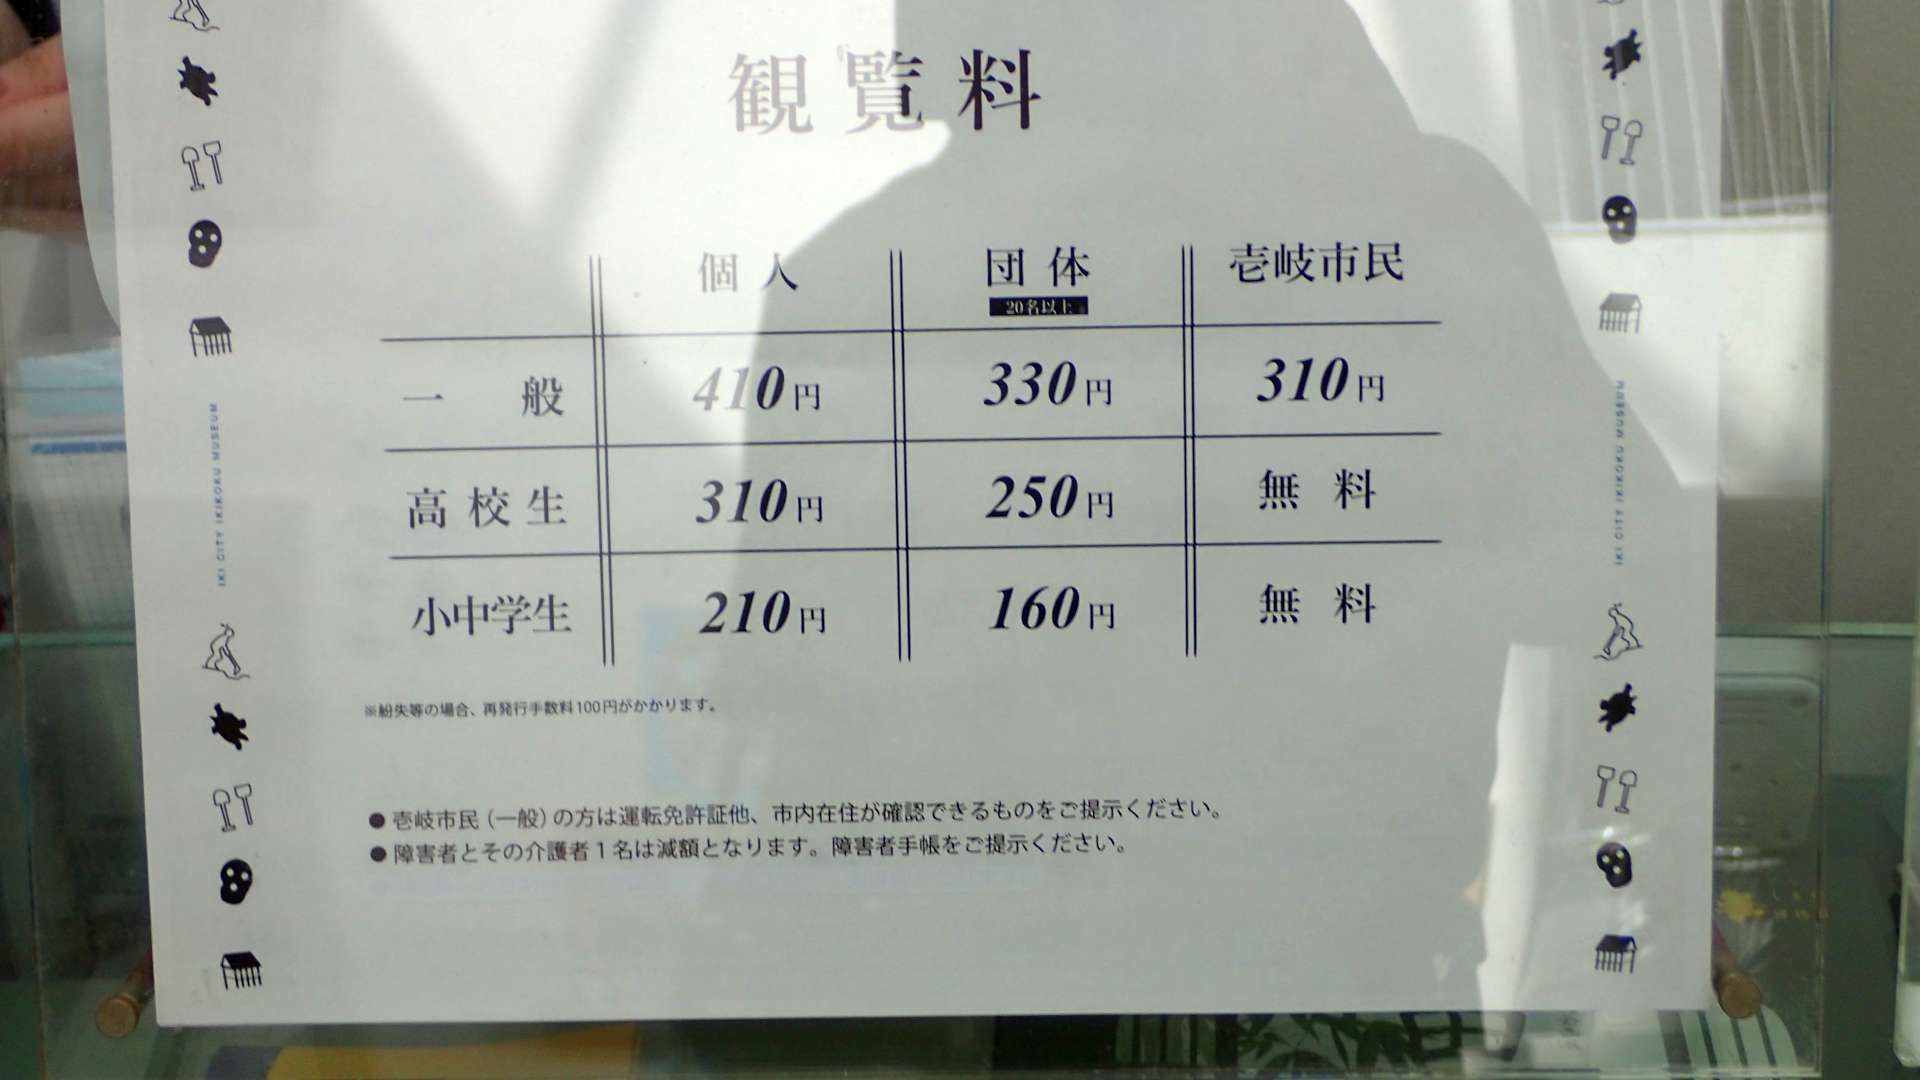 観覧料
個人 団体 壱岐市民
20名以上
一般 410円 330円 310円
高校生 310円 250円 無料
小中学生 210円 160円 無料
※紛失等の場合、再発行手数料100円がかかります。
●壱岐市民(一般)の方は運転免許証他、市内在住が確認できるものをご提示ください。
●障害者とその介護者1名は減額となります。障害者手帳をご提示ください。
IKI CITY IKIKOKU MUSEUM
IKI CITY IKIKOKU MUSEUM